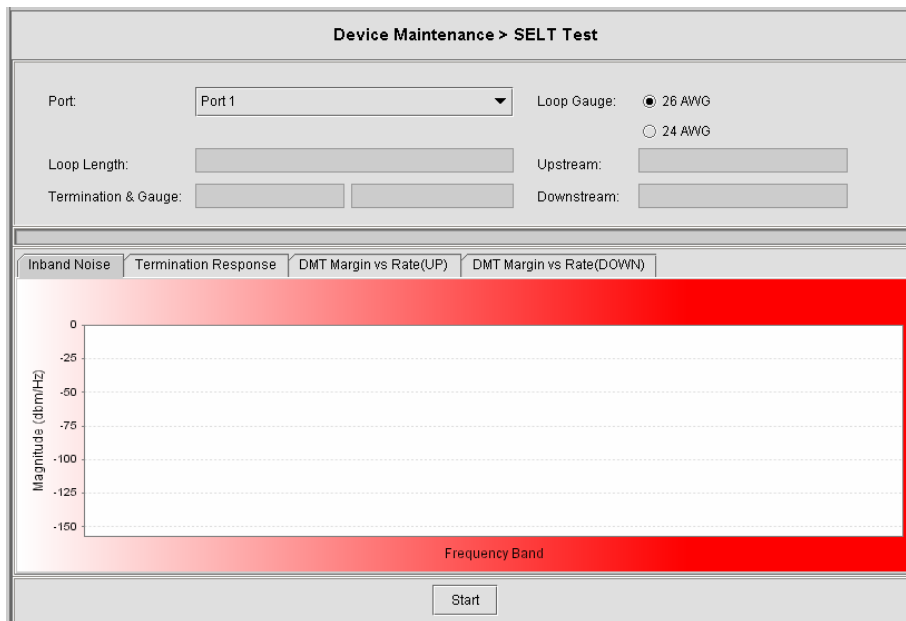 Device Maintenance > SELT Test
Port: Port 1 Loop Gauge: 26 AWG
24 AWG
Loop Length: Upstream:
Termination & Gauge: Downstream:
Inband Noise Termination Response DMT Margin vs Rate(UP) DMT Margin vs Rate(DOWN)
0
-25
-50
-75
-100
-125
-150
Magnitude (dbm/Hz)
Frequency Band
Start